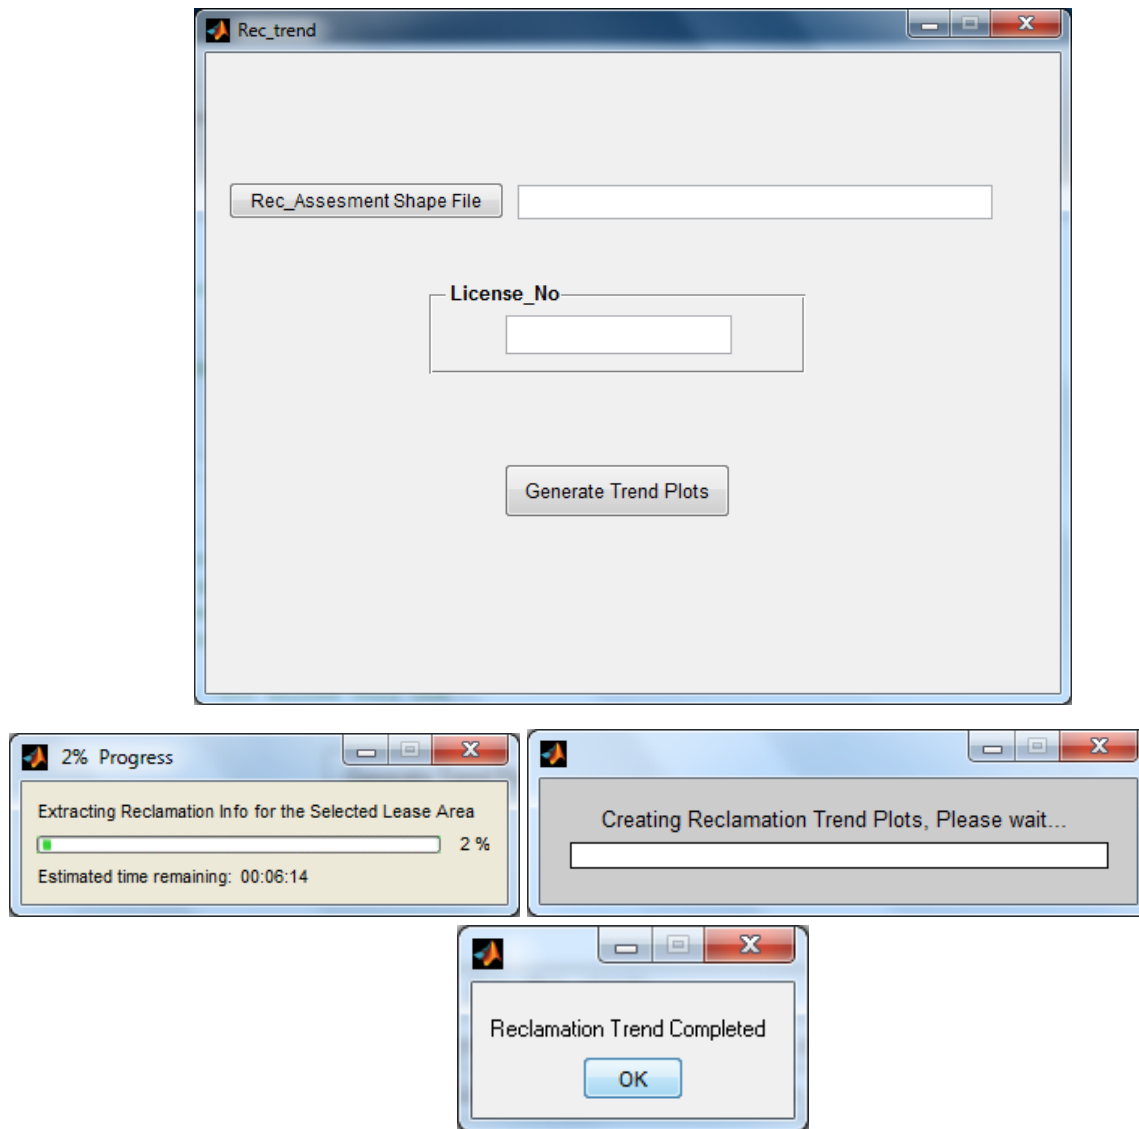 Rec_trend
Rec_Assesment Shape File
License_No
Generate Trend Plots
2% Progress
Extracting Reclamation Info for the Selected Lease Area
2 %
Estimated time remaining: 00:06:14
Creating Reclamation Trend Plots, Please wait...
Reclamation Trend Completed
OK